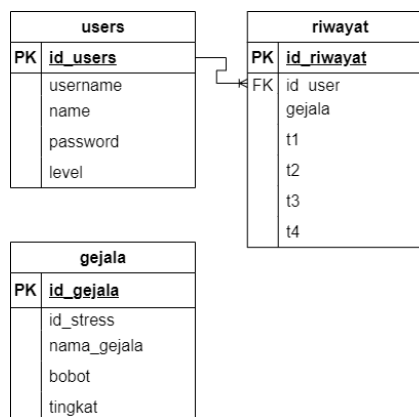 users
PK id_users
username
name
password
level
riwayat
PK id_riwayat
FK id_user
gejala
t1
t2
t3
t4
gejala
PK id_gejala
id_stress
nama_gejala
bobot
tingkat